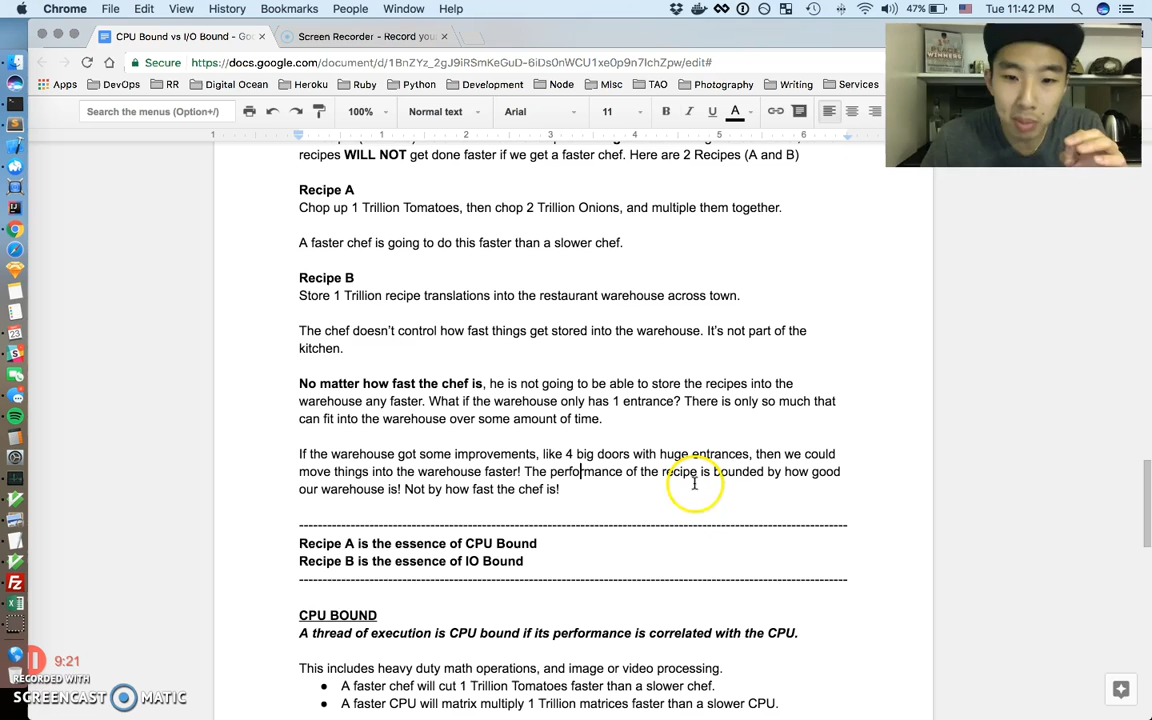 Chrome File Edit View History Bookmarks People Window Help 47% Tue 11:42 PM
CPU Bound vs I/O Bound - Goo × Screen Recorder - Record your ×
Secure https://docs.google.com/document/d/1BnZYz_2gJ9iRSmKeGuD-6iDs0nWCU1xe0p9n7IchZpw/edit#
Apps DevOps RR Digital Ocean Heroku Ruby Python Development Node Misc TAO Photography Writing Services
Search the menus (Option+/) 100% Normal text Arial 11 B I U A
1 1 2 3 4 5 6
recipes WILL NOT get done faster if we get a faster chef. Here are 2 Recipes (A and B)
Recipe A
Chop up 1 Trillion Tomatoes, then chop 2 Trillion Onions, and multiple them together.
A faster chef is going to do this faster than a slower chef.
Recipe B
Store 1 Trillion recipe translations into the restaurant warehouse across town.
The chef doesn't control how fast things get stored into the warehouse. It's not part of the
kitchen.
No matter how fast the chef is, he is not going to be able to store the recipes into the
warehouse any faster. What if the warehouse only has 1 entrance? There is only so much that
can fit into the warehouse over some amount of time.
If the warehouse got some improvements, like 4 big doors with huge entrances, then we could
move things into the warehouse faster! The performance of the recipe is bounded by how good
our warehouse is! Not by how fast the chef is!
--------------------------------------------------------------------------------
Recipe A is the essence of CPU Bound
Recipe B is the essence of IO Bound
--------------------------------------------------------------------------------
CPU BOUND
A thread of execution is CPU bound if its performance is correlated with the CPU.
This includes heavy duty math operations, and image or video processing.
● A faster chef will cut 1 Trillion Tomatoes faster than a slower chef.
● A faster CPU will matrix multiply 1 Trillion matrices faster than a slower CPU.
9:21
RECORDED WITH
SCREENCAST MATIC